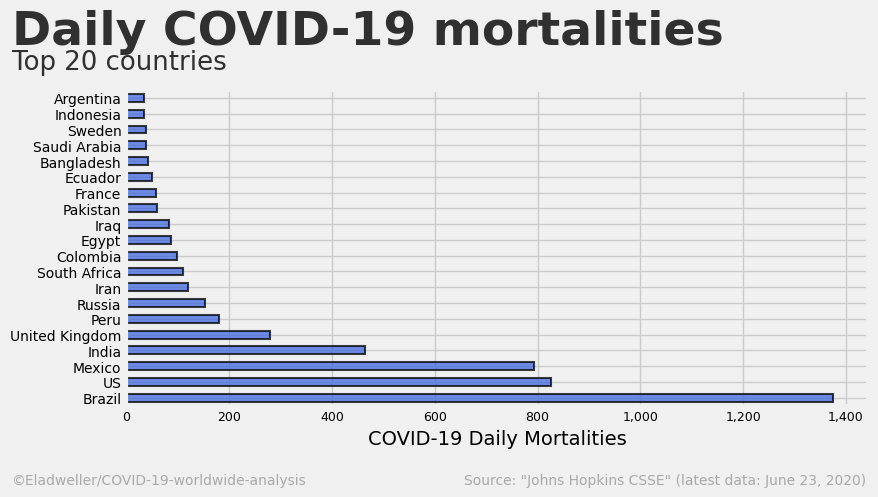 Daily COVID-19 mortalities
Top 20 countries
Argentina
Indonesia
Sweden
Saudi Arabia
Bangladesh
Ecuador
France
Pakistan
Iraq
Egypt
Colombia
South Africa
Iran
Russia
Peru
United Kingdom
India
Mexico
US
Brazil
0 200 400 600 800 1,000 1,200 1,400
COVID-19 Daily Mortalities
©Eladweller/COVID-19-worldwide-analysis Source: "Johns Hopkins CSSE" (latest data: June 23, 2020)